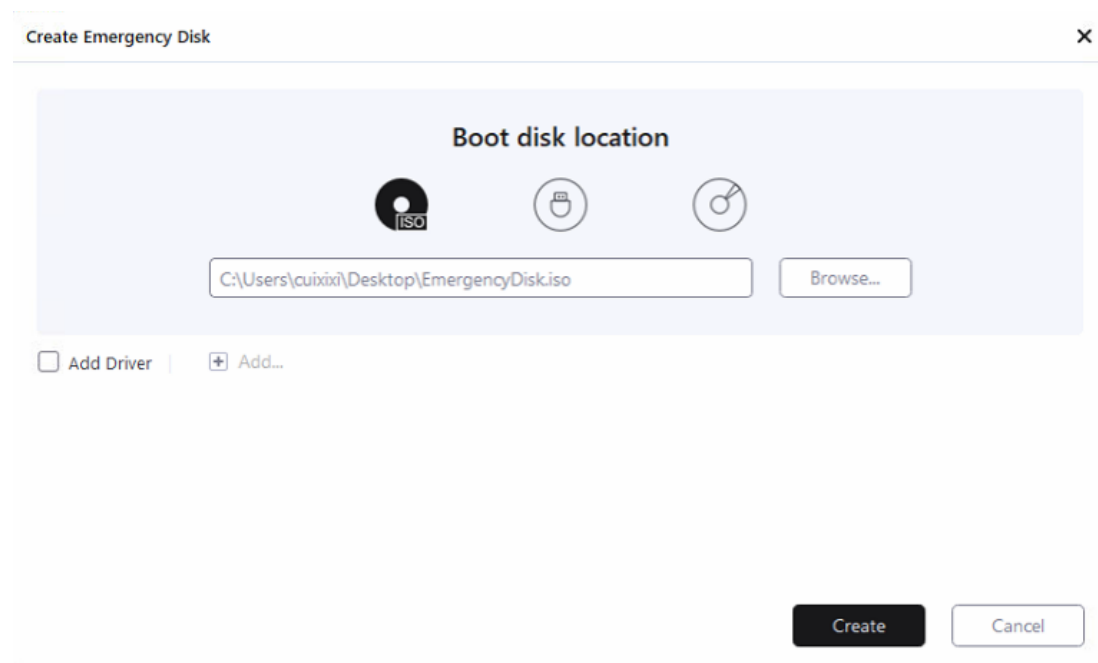 Create Emergency Disk
Boot disk location
ISO
C:\Users\cuixixi\Desktop\EmergencyDisk.iso
Browse...
Add Driver
Add...
Create
Cancel